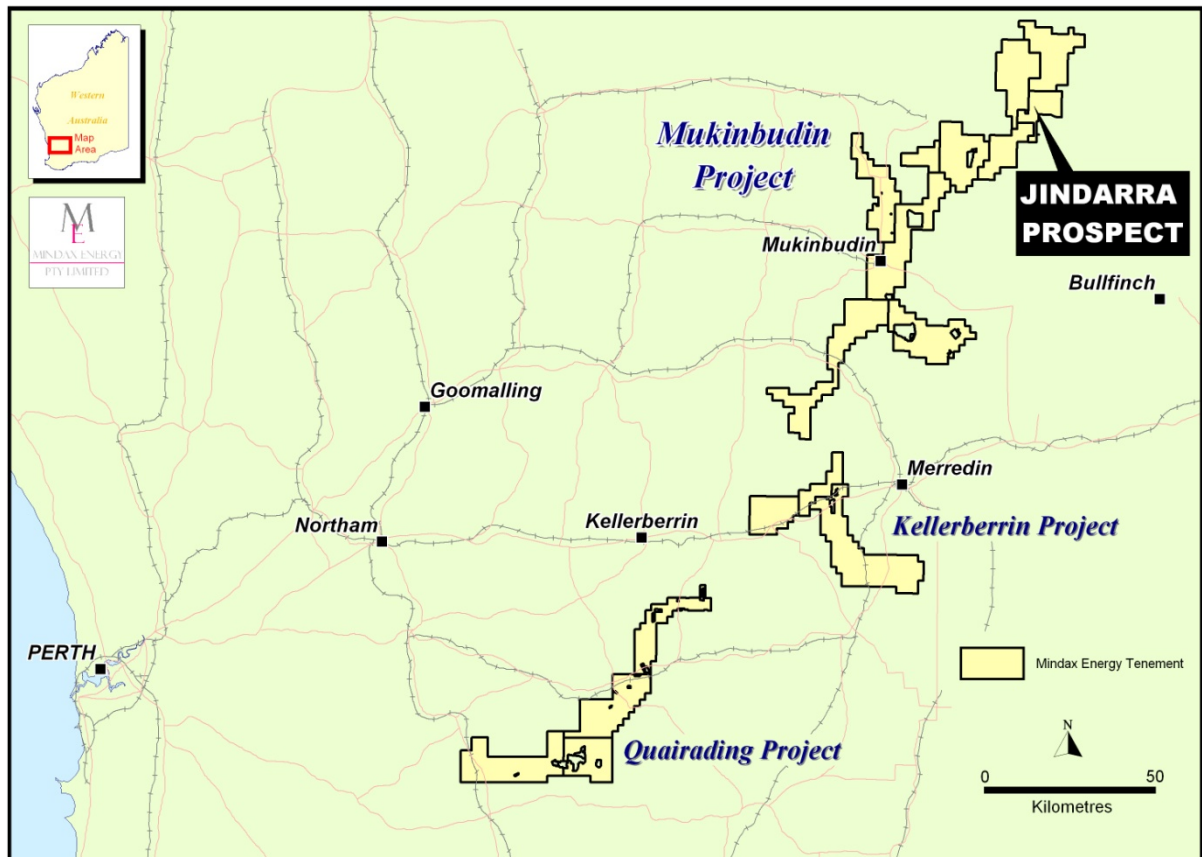 Western
Australia
Map
Area
ME
MINDAX ENERGY
PTY LIMITED
Mukinbudin
Project
JINDARRA
PROSPECT
Mukinbudin
Bullfinch
Goomalling
Merredin
Northam
Kellerberrin
Kellerberrin Project
PERTH
Mindax Energy Tenement
Quairading Project
N
0
50
Kilometres